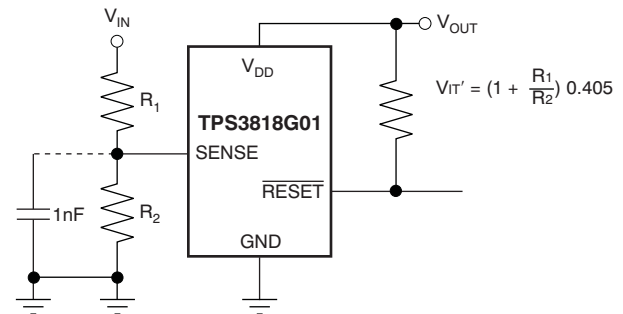 VIN
VOUT
VDD
R1
VIT′ = (1 + R1/R2) 0.405
TPS3818G01
SENSE
RESET
1nF
R2
GND